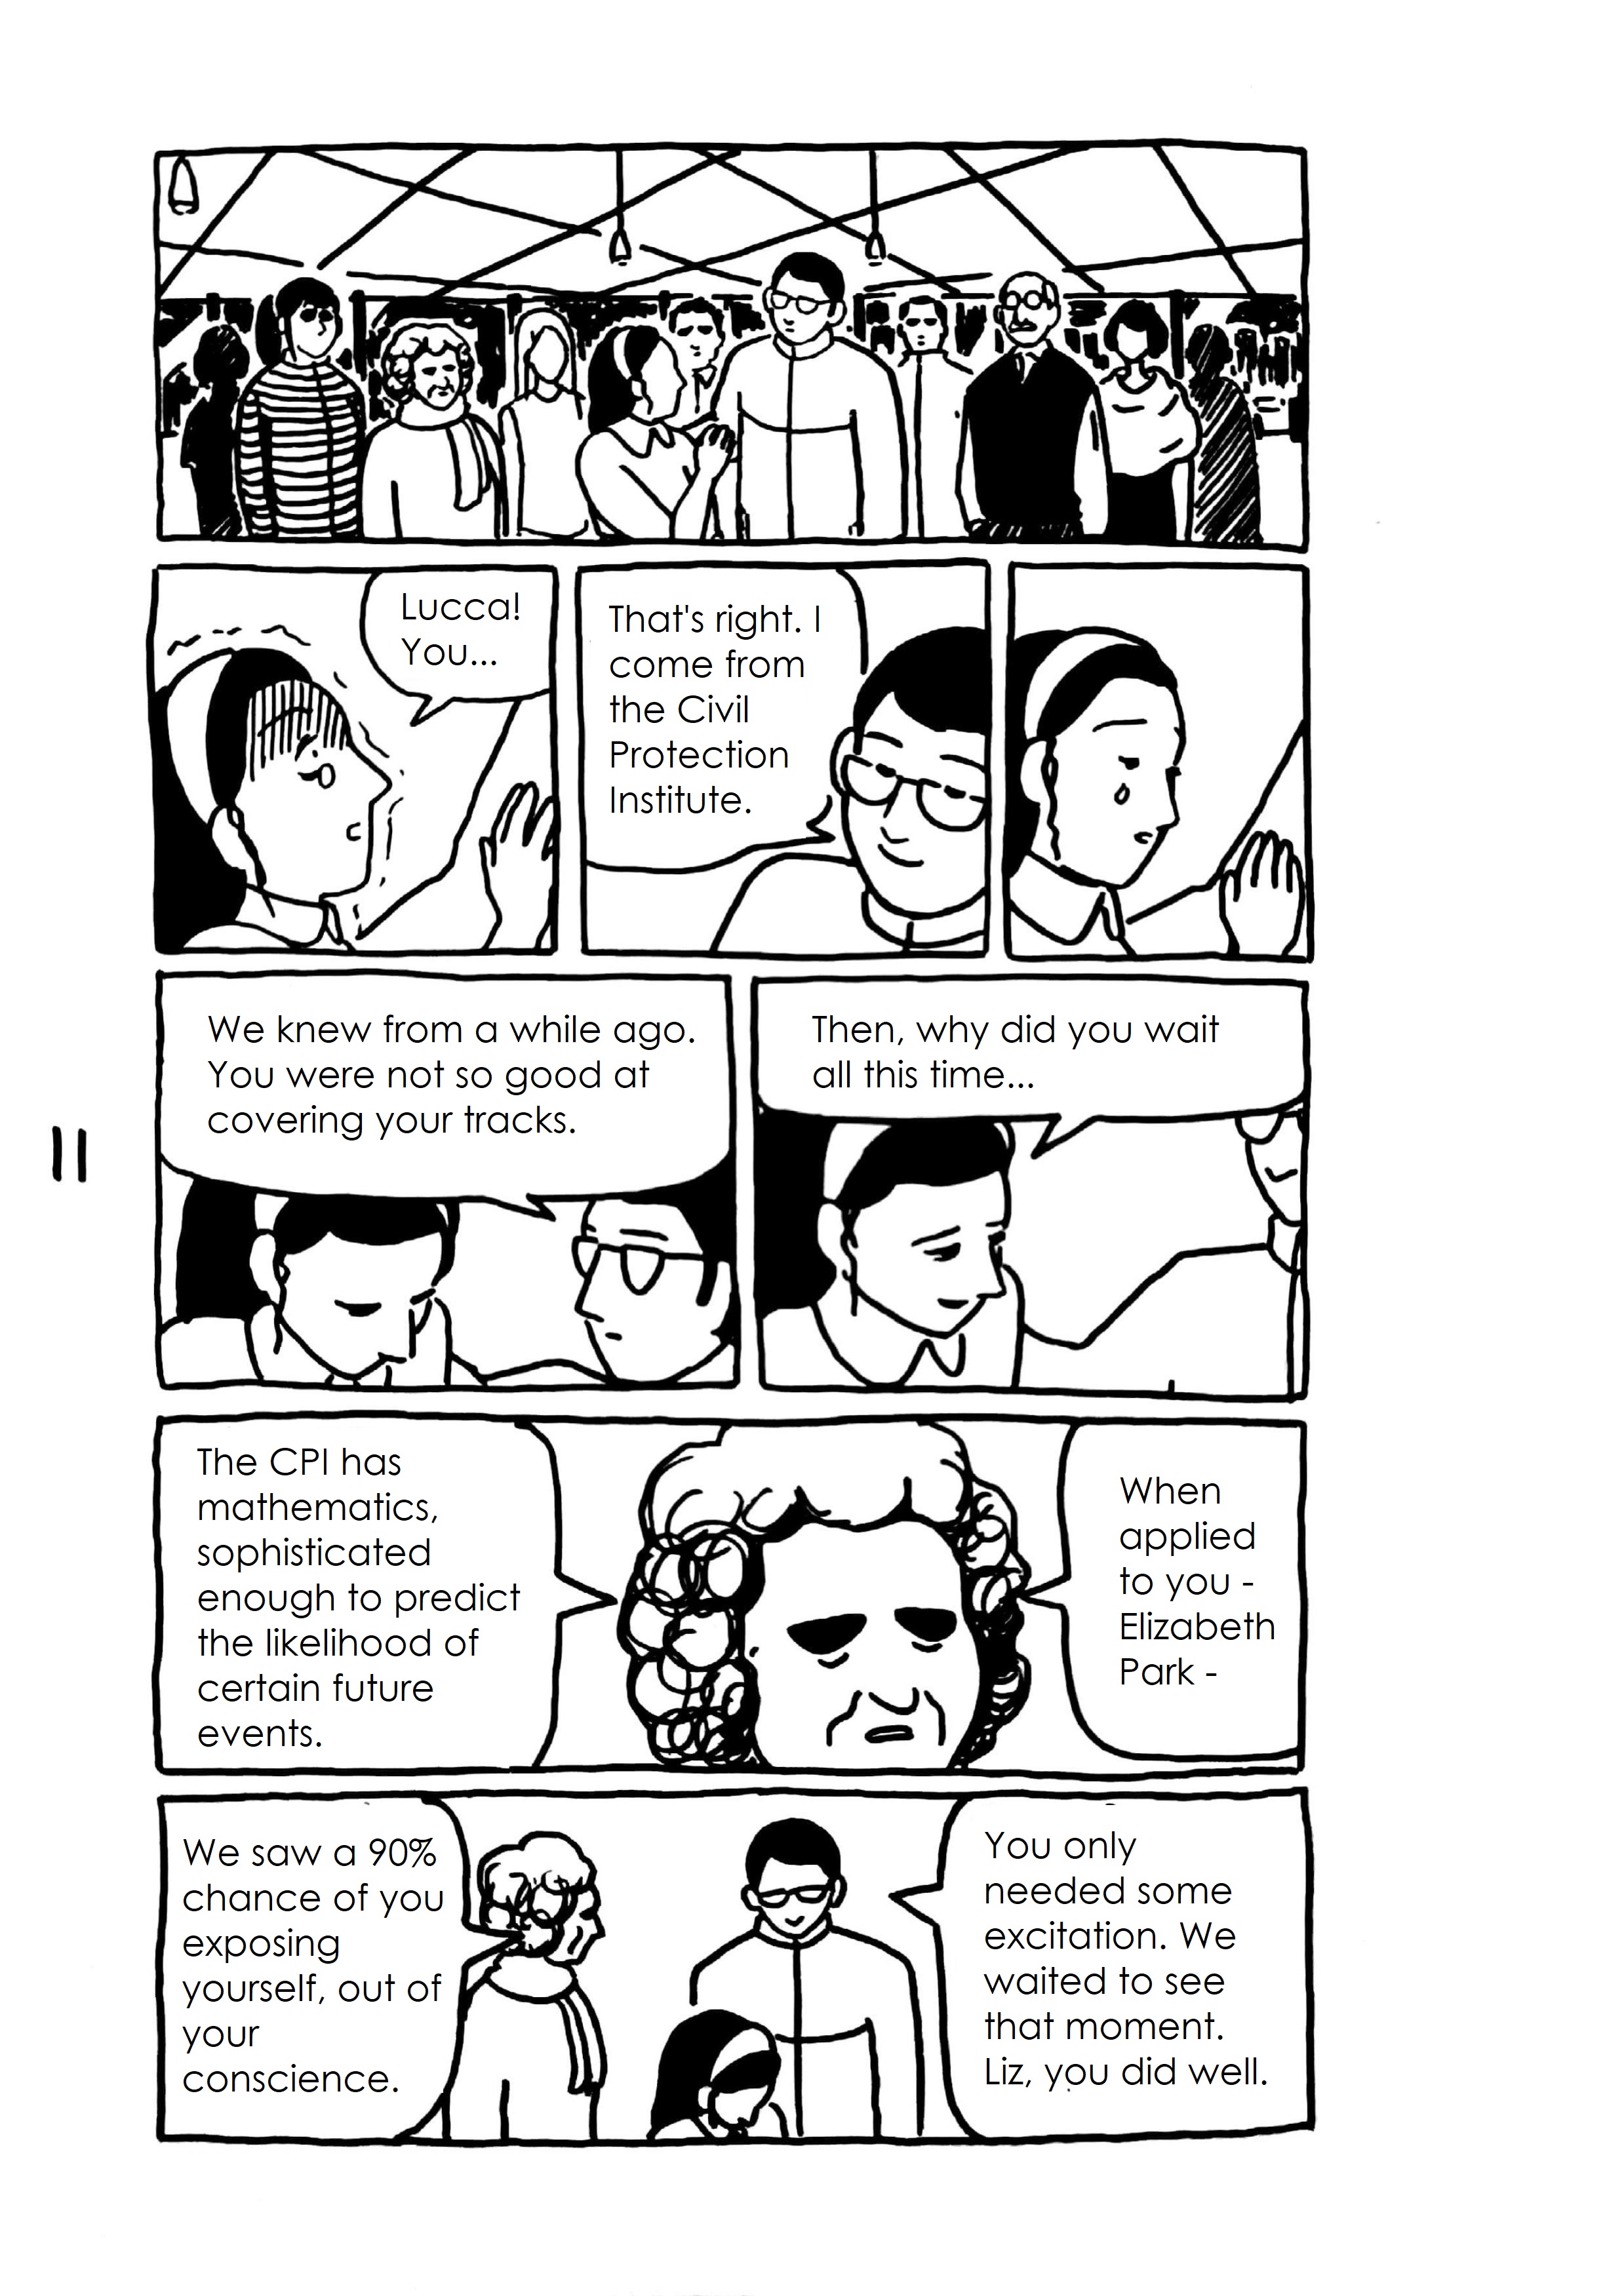 Lucca!
You...
That's right. I
come from
the Civil
Protection
Institute.
We knew from a while ago.
You were not so good at
covering your tracks.
Then, why did you wait
all this time...
11
The CPI has
mathematics,
sophisticated
enough to predict
the likelihood of
certain future
events.
When
applied
to you -
Elizabeth
Park -
We saw a 90%
chance of you
exposing
yourself, out of
your
conscience.
You only
needed some
excitation. We
waited to see
that moment.
Liz, you did well.